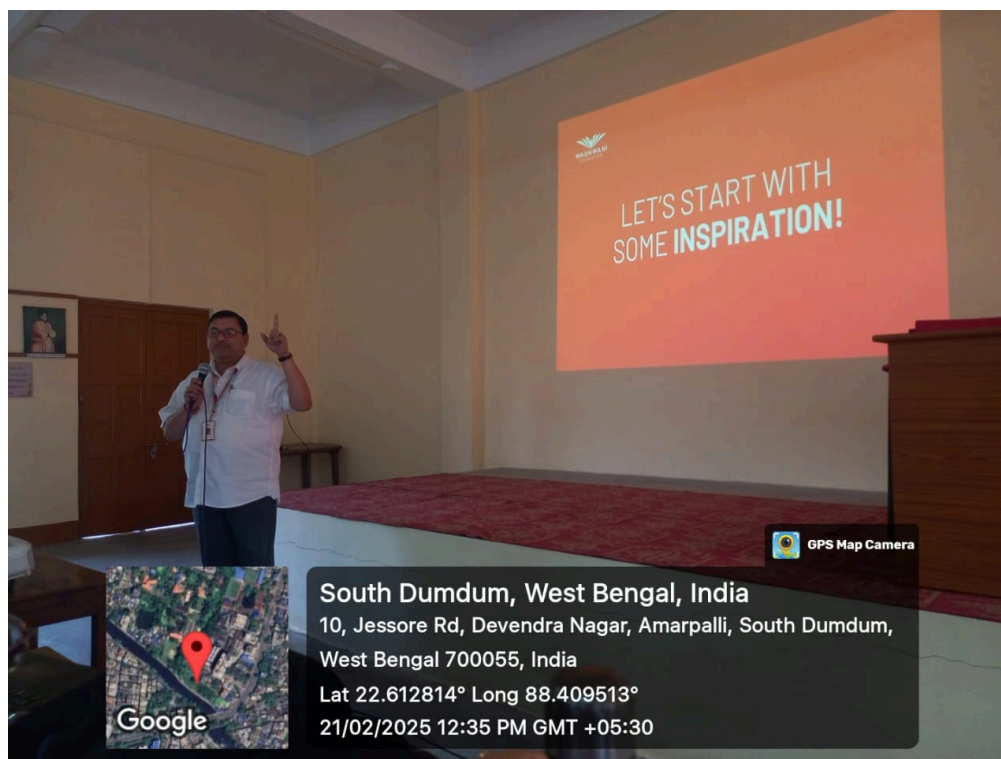 WADHWANI
FOUNDATION
LET'S START WITH
SOME INSPIRATION!
GPS Map Camera
South Dumdum, West Bengal, India
10, Jessore Rd, Devendra Nagar, Amarpalli, South Dumdum,
West Bengal 700055, India
Lat 22.612814° Long 88.409513°
21/02/2025 12:35 PM GMT +05:30
Google